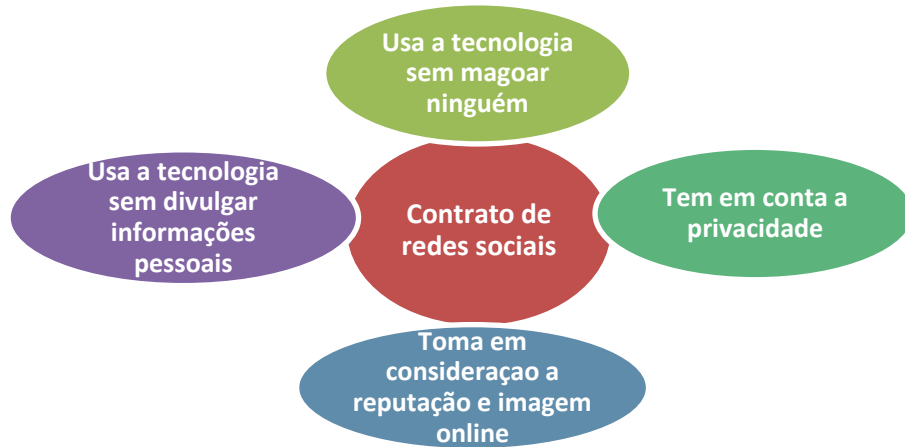 Usa a tecnologia
sem magoar
ninguém
Usa a tecnologia
sem divulgar
informações
pessoais
Contrato de
redes sociais
Tem em conta a
privacidade
Toma em
consideraçao a
reputação e imagem
online